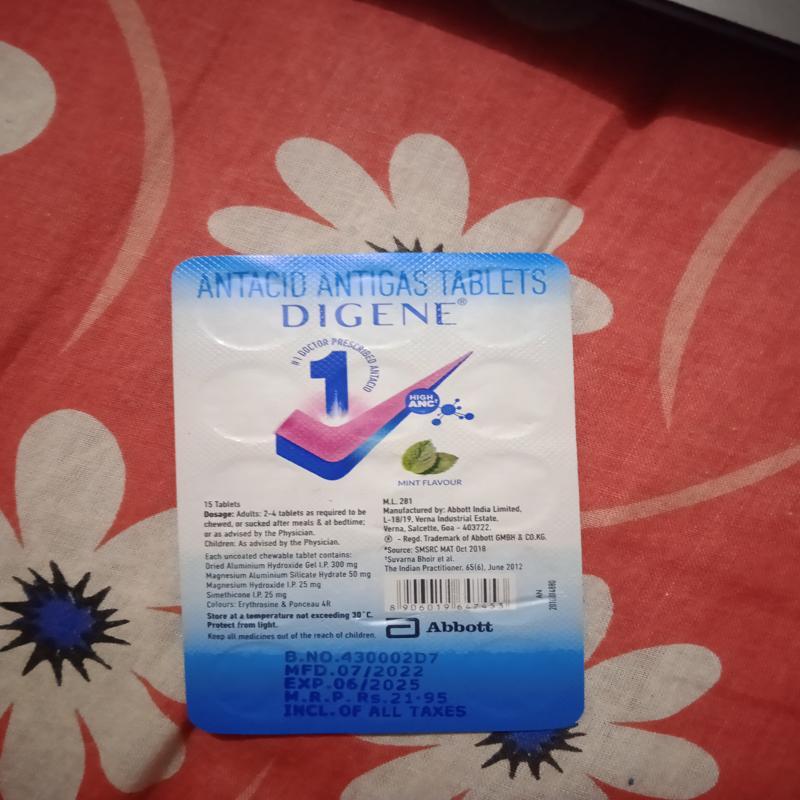 ANTACID ANTIGAS TABLETS
DIGENE®
#1 DOCTOR PRESCRIBED ANTACID
1
HIGH
ANC†
MINT FLAVOUR
15 Tablets
Dosage: Adults: 2-4 tablets as required to be
chewed, or sucked after meals & at bedtime;
or as advised by the Physician.
Children: As advised by the Physician.
Each uncoated chewable tablet contains:
Dried Aluminium Hydroxide Gel I.P. 300 mg
Magnesium Aluminium Silicate Hydrate 50 mg
Magnesium Hydroxide I.P. 25 mg
Simethicone I.P. 25 mg
Colours: Erythrosine & Ponceau 4R
Store at a temperature not exceeding 30°C.
Protect from light.
Keep all medicines out of the reach of children.
M.L. 281
Manufactured by: Abbott India Limited,
L-18/19, Verna Industrial Estate,
Verna, Salcette, Goa - 403722.
® - Regd. Trademark of Abbott GMBH & CO.KG.
#Source: SMSRC MAT Oct 2018
†Suvarna Bhoir et al.
The Indian Practitioner, 65(6), June 2012
Abbott
B.NO.430002D7
MFD.07/2022
EXP.06/2025
M.R.P. Rs.21.95
INCL. OF ALL TAXES